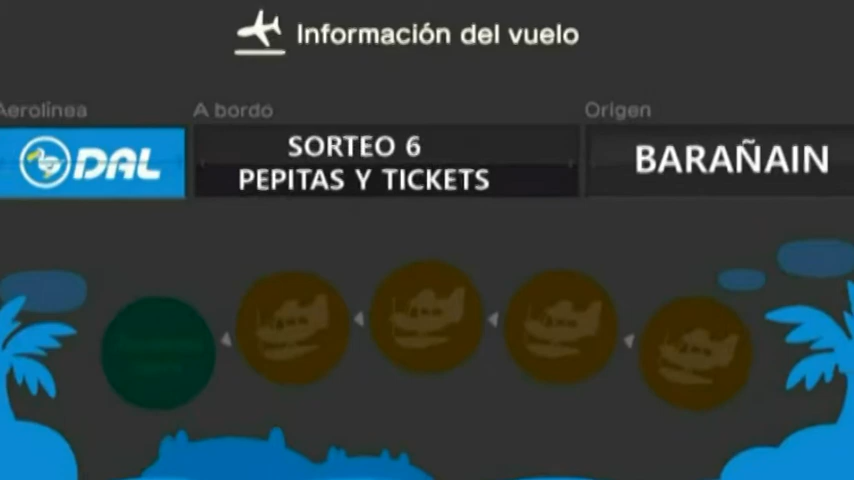 Información del vuelo
Aerolínea
A bordo
Origen
DAL
SORTEO 6
PEPITAS Y TICKETS
BARAÑAIN